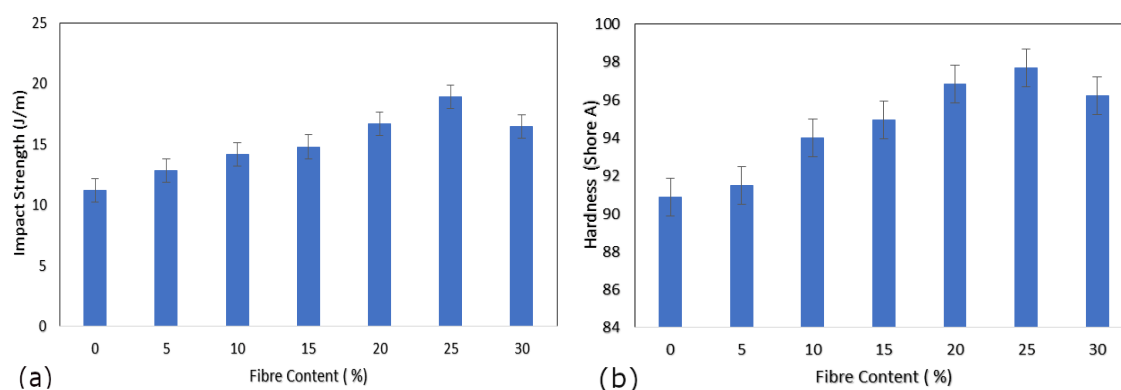 25
20
15
10
5
0
Impact Strength (J/m)
0 5 10 15 20 25 30
Fibre Content ( %)
(a)
100
98
96
94
92
90
88
86
84
Hardness (Shore A)
0 5 10 15 20 25 30
Fibre Content ( %)
(b)